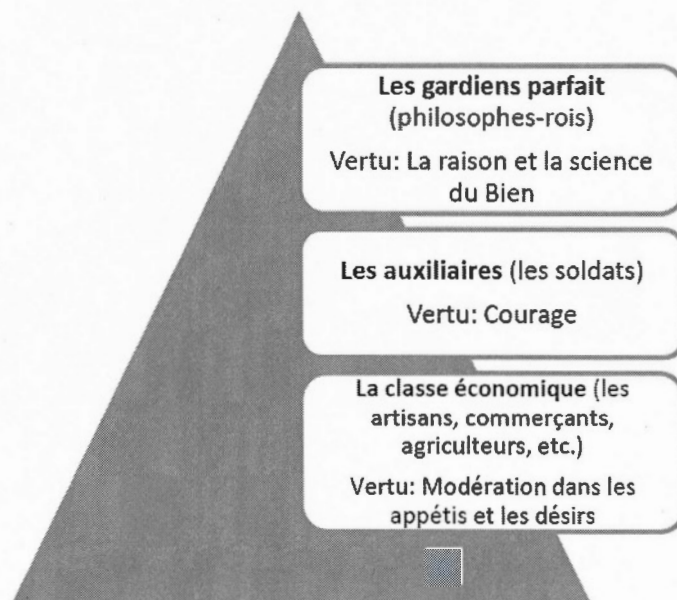 Les gardiens parfait
(philosophes-rois)
Vertu: La raison et la science
du Bien
Les auxiliaires (les soldats)
Vertu: Courage
La classe économique (les
artisans, commerçants,
agriculteurs, etc.)
Vertu: Modération dans les
appétis et les désirs